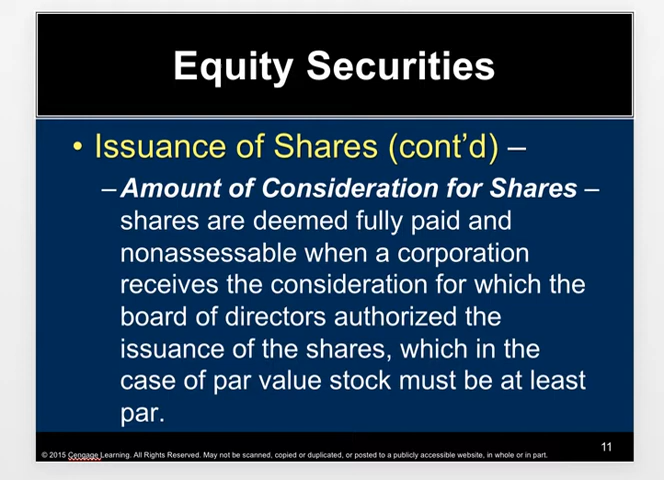 Equity Securities
• Issuance of Shares (cont’d) –
–Amount of Consideration for Shares –
shares are deemed fully paid and
nonassessable when a corporation
receives the consideration for which the
board of directors authorized the
issuance of the shares, which in the
case of par value stock must be at least
par.
11
© 2015 Cengage Learning. All Rights Reserved. May not be scanned, copied or duplicated, or posted to a publicly accessible website, in whole or in part.